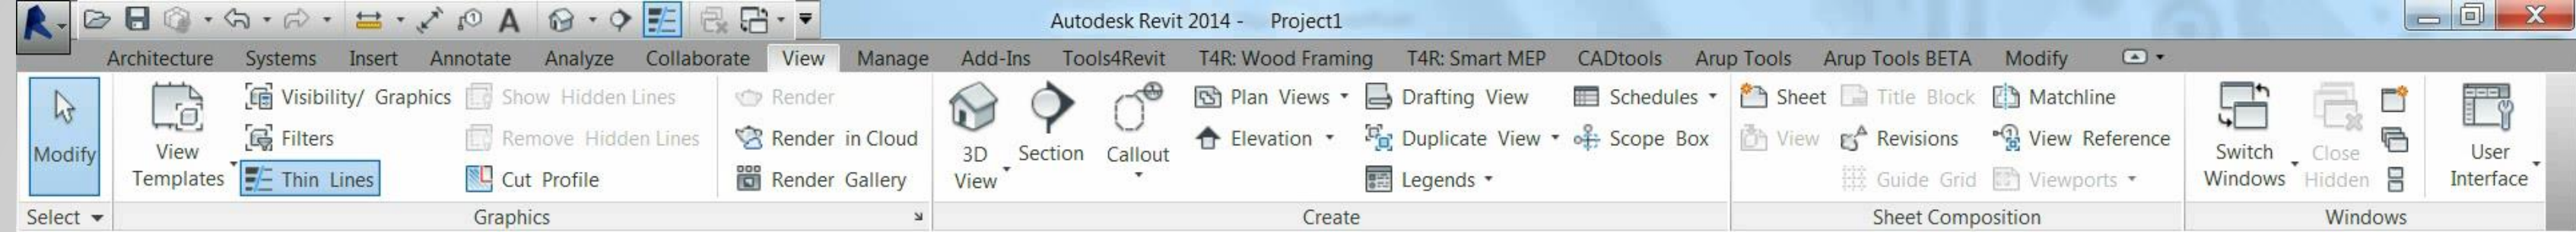 Autodesk Revit 2014 - Project1
Architecture Systems Insert Annotate Analyze Collaborate View Manage Add-Ins Tools4Revit T4R: Wood Framing T4R: Smart MEP CADtools Arup Tools Arup Tools BETA Modify
Modify
View
Templates
Visibility/ Graphics
Filters
Thin Lines
Show Hidden Lines
Remove Hidden Lines
Cut Profile
Render
Render in Cloud
Render Gallery
3D
View
Section
Callout
Plan Views
Elevation
Drafting View
Duplicate View
Legends
Schedules
Scope Box
Sheet
View
Title Block
Revisions
Guide Grid
Matchline
View Reference
Viewports
Switch
Windows
Close
Hidden
User
Interface
Select Graphics Create Sheet Composition Windows